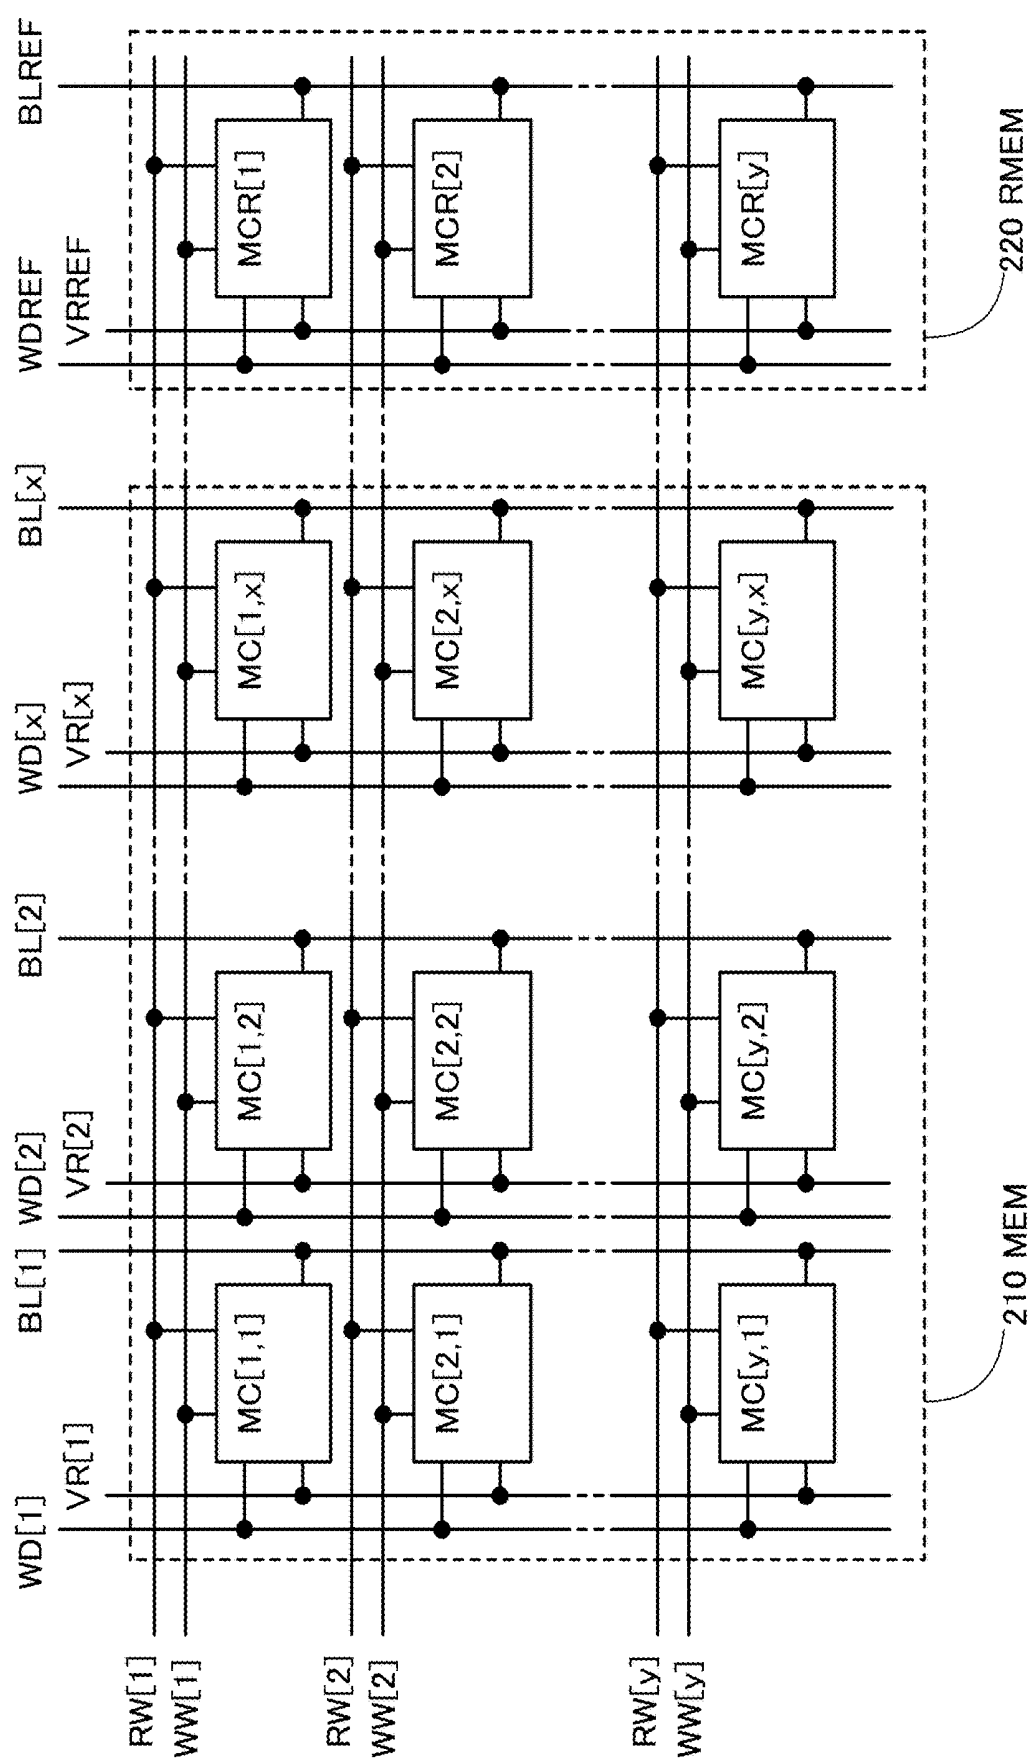 WD[1]
VR[1]
BL[1]
WD[2]
VR[2]
BL[2]
WD[x]
VR[x]
BL[x]
WDREF
VRREF
BLREF
RW[1]
WW[1]
MC[1,1]
MC[1,2]
MC[1,x]
MCR[1]
RW[2]
WW[2]
MC[2,1]
MC[2,2]
MC[2,x]
MCR[2]
RW[y]
WW[y]
MC[y,1]
MC[y,2]
MC[y,x]
MCR[y]
210 MEM
220 RMEM